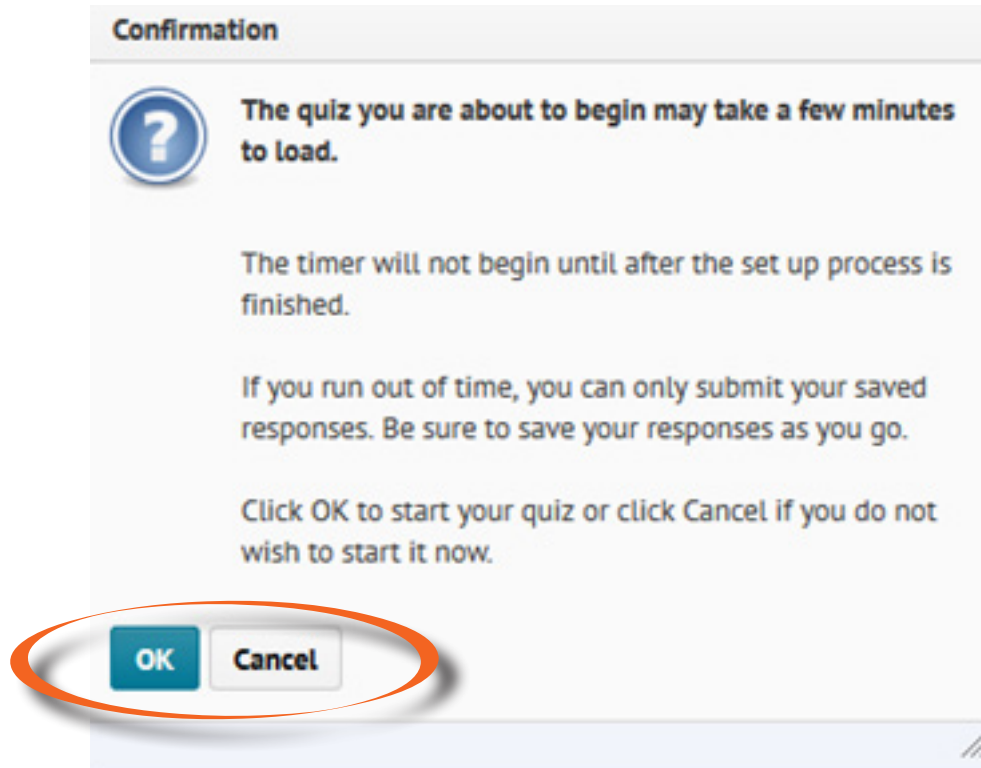 Confirmation
?
The quiz you are about to begin may take a few minutes
to load.
The timer will not begin until after the set up process is
finished.
If you run out of time, you can only submit your saved
responses. Be sure to save your responses as you go.
Click OK to start your quiz or click Cancel if you do not
wish to start it now.
OK Cancel